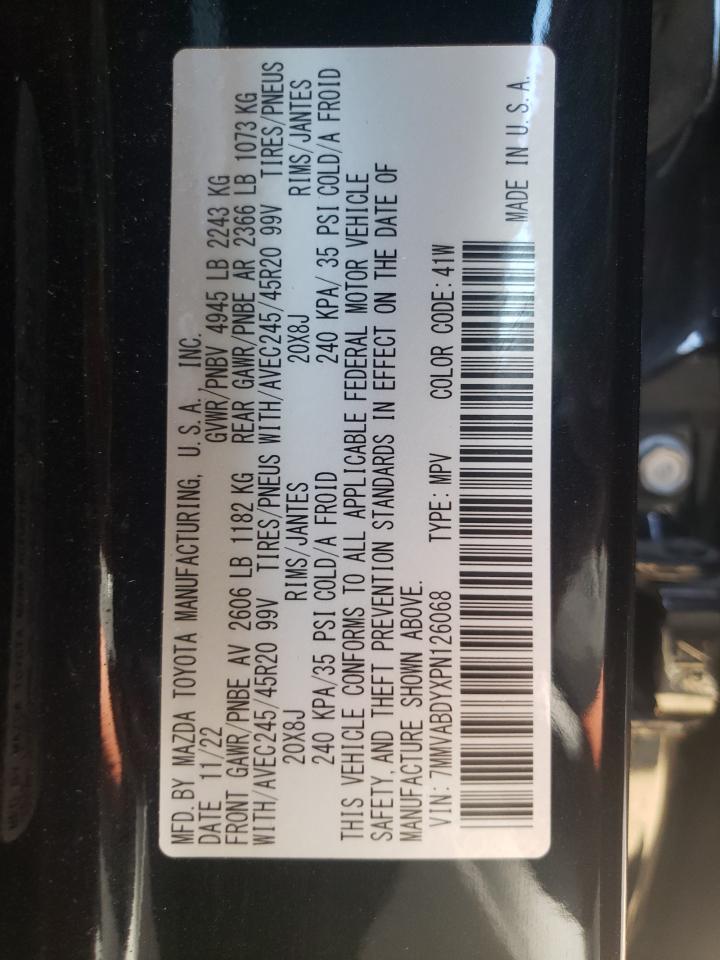 MFD. BY MAZDA TOYOTA MANUFACTURING, U.S.A. INC.
DATE 11/22 GVWR/PNBV 4945 LB 2243 KG
FRONT GAWR/PNBE AV 2606 LB 1182 KG REAR GAWR/PNBE AR 2366 LB 1073 KG
WITH/AVEC245/45R20 99V TIRES/PNEUS WITH/AVEC245/45R20 99V TIRES/PNEUS
20X8J RIMS/JANTES 20X8J RIMS/JANTES
240 KPA/35 PSI COLD/A FROID 240 KPA/ 35 PSI COLD/A FROID
THIS VEHICLE CONFORMS TO ALL APPLICABLE FEDERAL MOTOR VEHICLE
SAFETY, AND THEFT PREVENTION STANDARDS IN EFFECT ON THE DATE OF
MANUFACTURE SHOWN ABOVE.
VIN: 7MMVABDYXPN126068 TYPE: MPV COLOR CODE: 41W
MADE IN U.S.A.